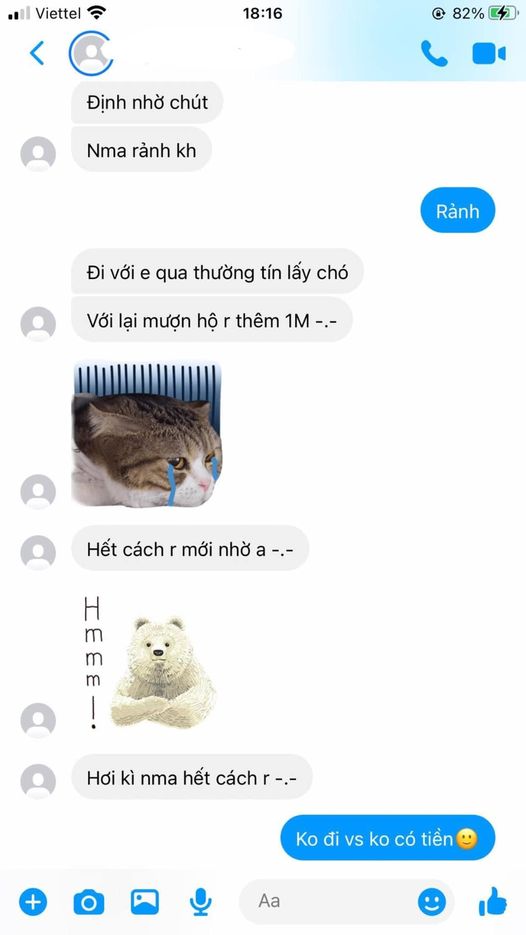 Viettel
18:16
82%
Định nhờ chút
Nma rảnh kh
Rảnh
Đi với e qua thường tín lấy chó
Với lại mượn hộ r thêm 1M -.-
Hết cách r mới nhờ a -.-
Hmmm!
Hơi kì nma hết cách r -.-
Ko đi vs ko có tiền🙂
Aa